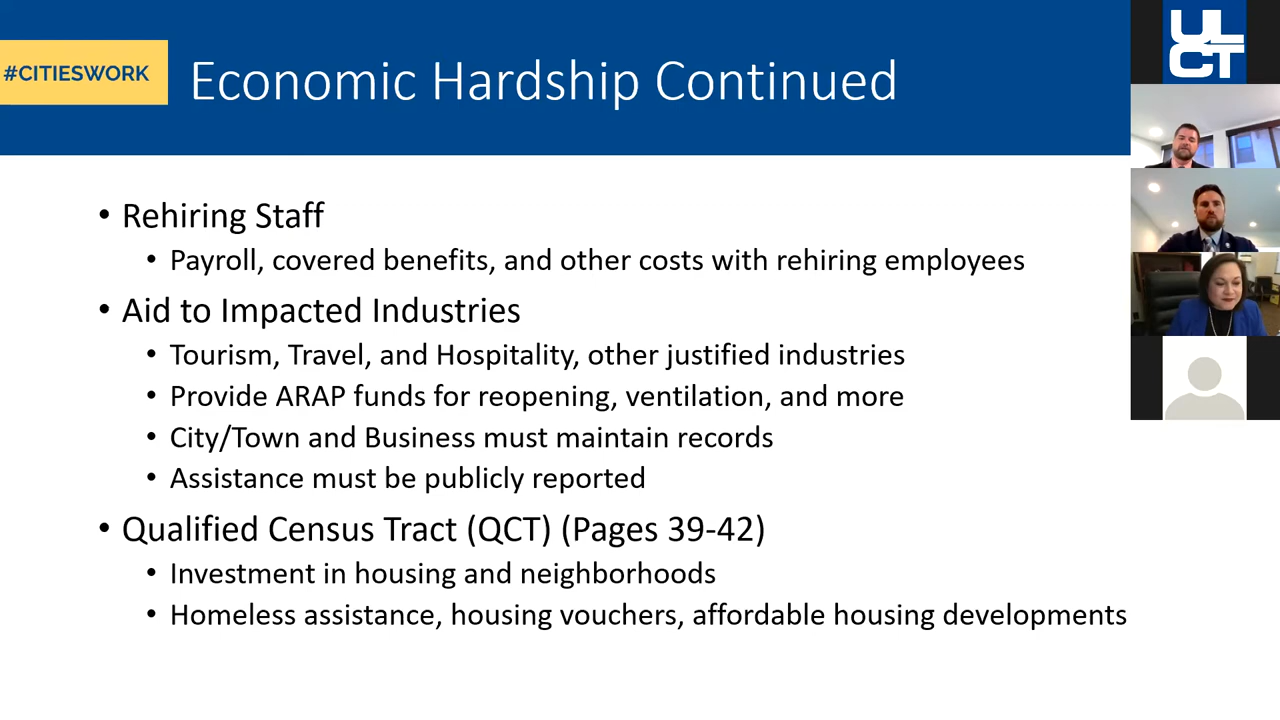 #CITIESWORK
Economic Hardship Continued
UL
CT
• Rehiring Staff
• Payroll, covered benefits, and other costs with rehiring employees
• Aid to Impacted Industries
• Tourism, Travel, and Hospitality, other justified industries
• Provide ARAP funds for reopening, ventilation, and more
• City/Town and Business must maintain records
• Assistance must be publicly reported
• Qualified Census Tract (QCT) (Pages 39-42)
• Investment in housing and neighborhoods
• Homeless assistance, housing vouchers, affordable housing developments